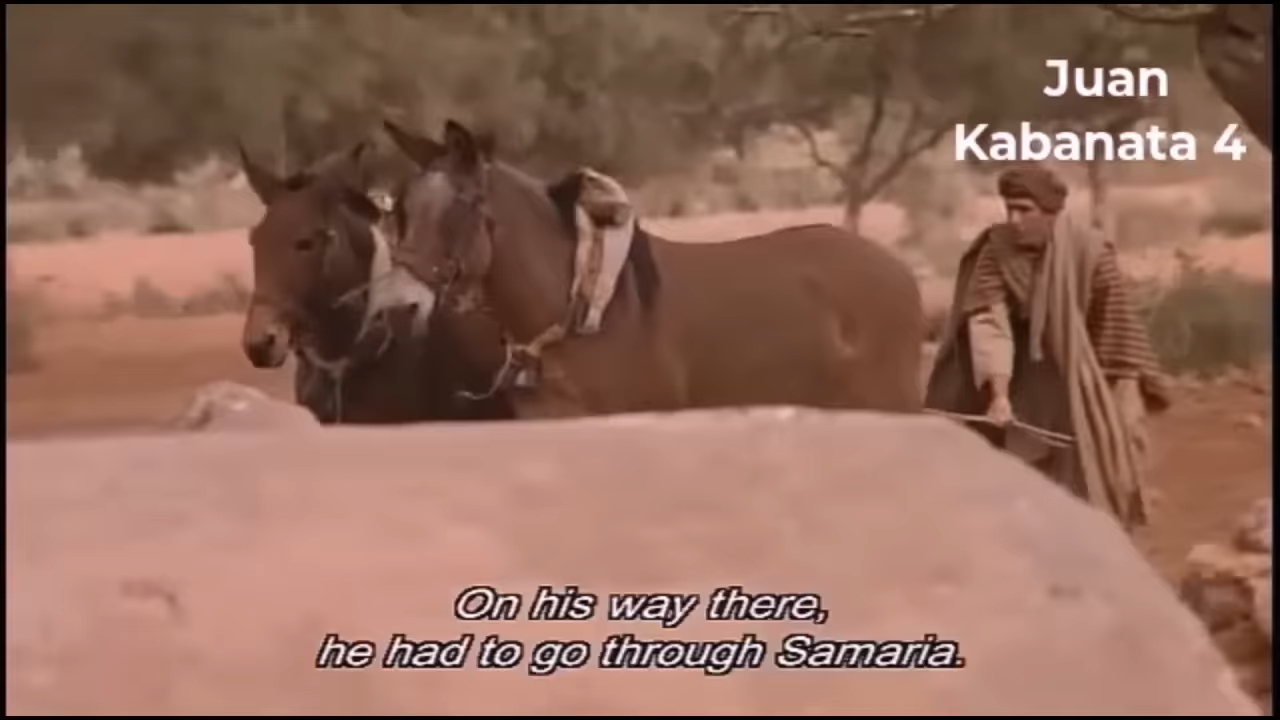 Juan
Kabanata 4
On his way there,
he had to go through Samaria.